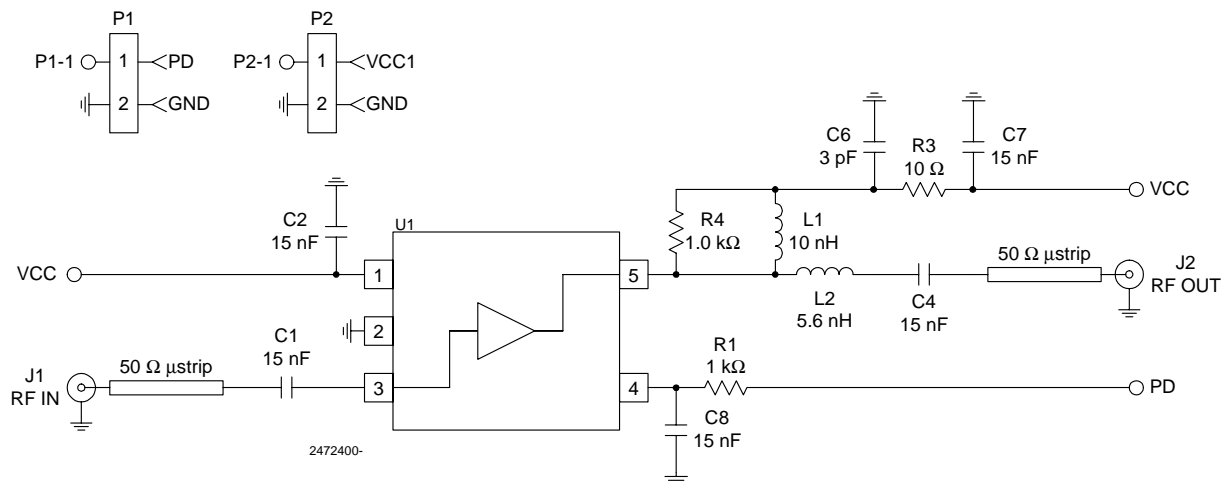 P1
P2
P1-1
1
PD
P2-1
1
VCC1
2
GND
2
GND
C6
3 pF
R3
10 Ω
C7
15 nF
VCC
C2
15 nF
U1
R4
1.0 kΩ
L1
10 nH
VCC
1
5
50 Ω μstrip
J2
RF OUT
L2
5.6 nH
C4
15 nF
2
C1
15 nF
R1
1 kΩ
J1
RF IN
50 Ω μstrip
3
4
PD
C8
15 nF
2472400-